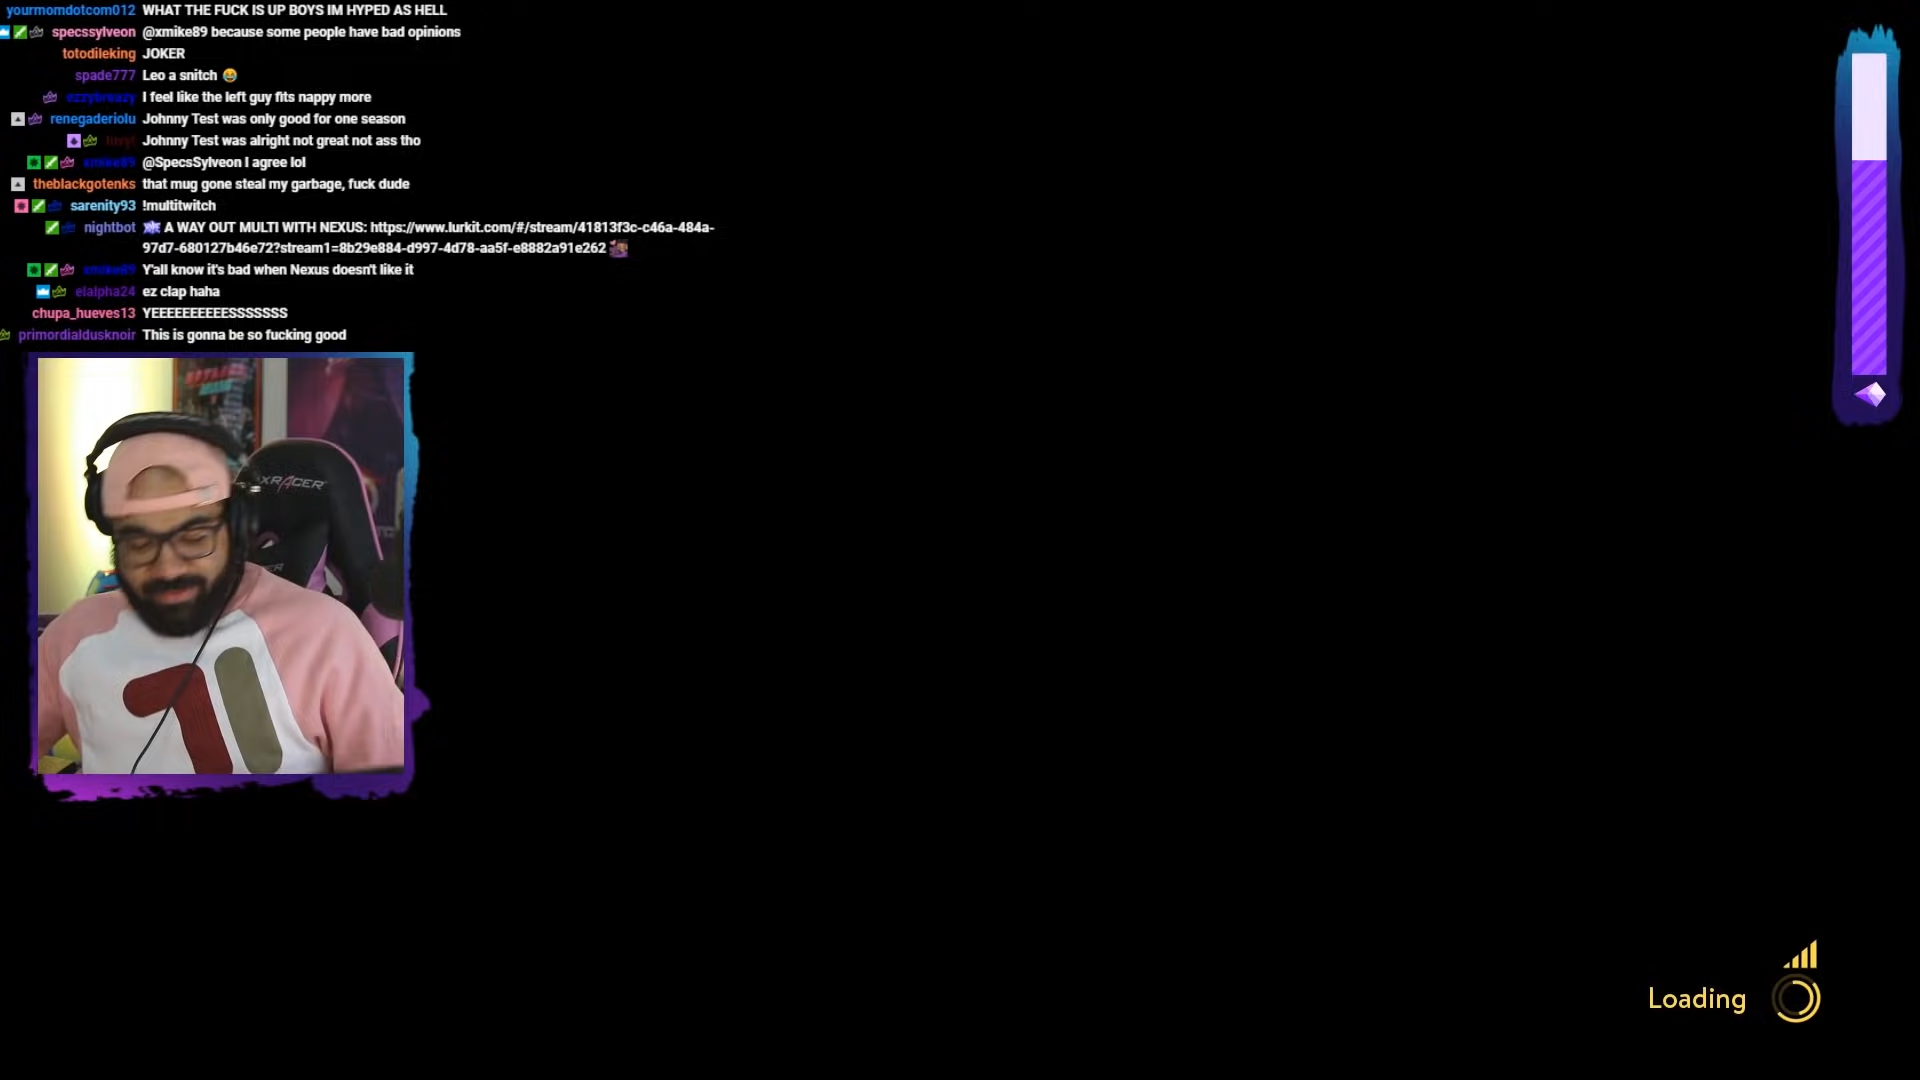 yourmomdotcom012 WHAT THE FUCK IS UP BOYS IM HYPED AS HELL
specssylveon @xmike89 because some people have bad opinions
totodileking JOKER
spade777 Leo a snitch 😂
ezzybreazy I feel like the left guy fits nappy more
renegaderiolu Johnny Test was only good for one season
Johnny Test was alright not great not ass tho
xmike89 @SpecsSylveon I agree lol
theblackgotenks that mug gone steal my garbage, fuck dude
sarenity93 !multitwitch
nightbot A WAY OUT MULTI WITH NEXUS: https://www.lurkit.com/#/stream/41813f3c-c46a-484a-
97d7-680127b46e72?stream1=8b29e884-d997-4d78-aa5f-e8882a91e262
xmike89 Y'all know it's bad when Nexus doesn't like it
elalpha24 ez clap haha
chupa_hueves13 YEEEEEEEEEESSSSSSS
primordialdusknoir This is gonna be so fucking good
XRACER
Loading